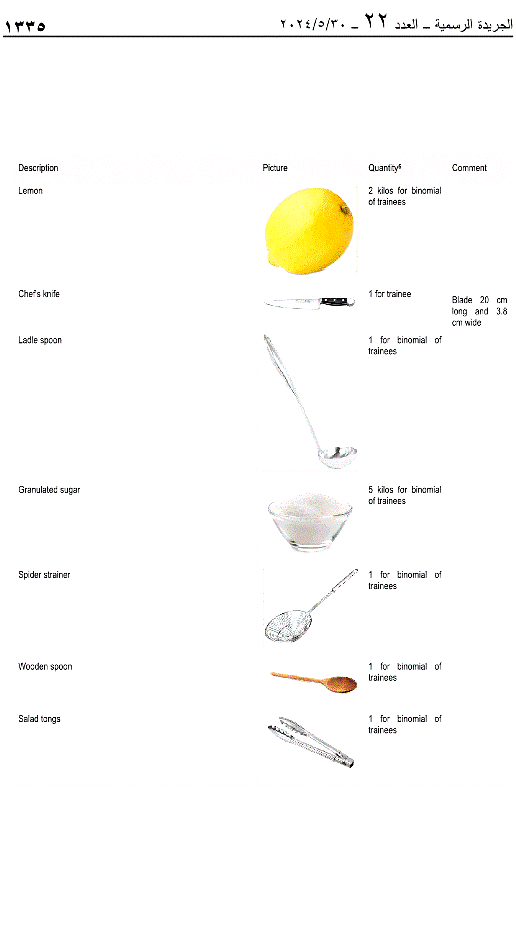 الجريدة الرسمية – العدد ٢٢ – ٢٠٢٤/٥/٣٠
١٣٣٥
Description Picture Quantity⁶ Comment
Lemon
2 kilos for binomial
of trainees
Chef's knife
1 for trainee
Blade 20 cm
long and 3.8
cm wide
Ladle spoon
1 for binomial of
trainees
Granulated sugar
5 kilos for binomial
of trainees
Spider strainer
1 for binomial of
trainees
Wooden spoon
1 for binomial of
trainees
Salad tongs
1 for binomial of
trainees